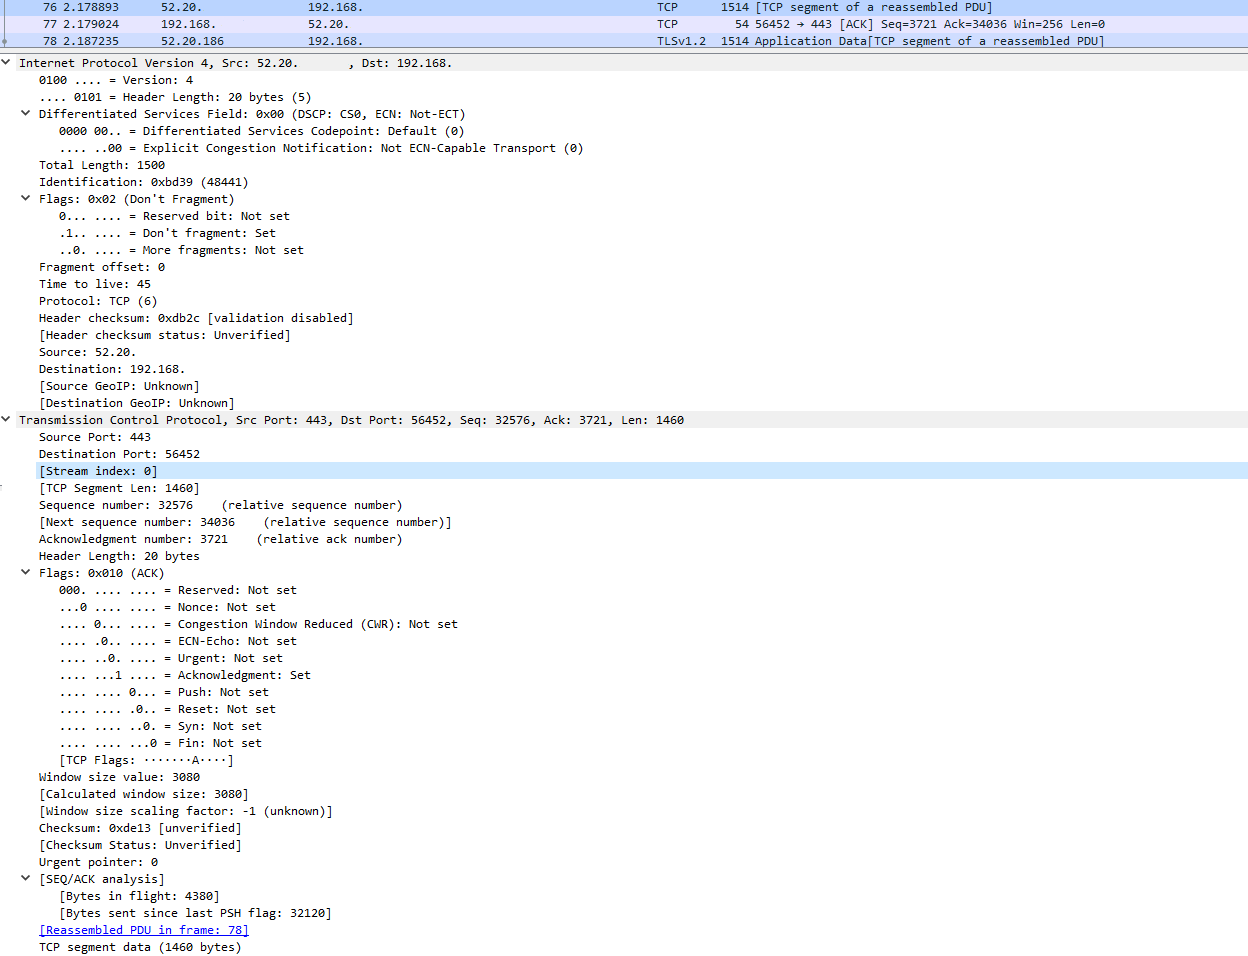 76 2.178893 52.20. 192.168. TCP 1514 [TCP segment of a reassembled PDU]
77 2.179024 192.168. 52.20. TCP 54 56452 → 443 [ACK] Seq=3721 Ack=34036 Win=256 Len=0
78 2.187235 52.20.186 192.168. TLSv1.2 1514 Application Data[TCP segment of a reassembled PDU]
Internet Protocol Version 4, Src: 52.20. , Dst: 192.168.
0100 .... = Version: 4
.... 0101 = Header Length: 20 bytes (5)
Differentiated Services Field: 0x00 (DSCP: CS0, ECN: Not-ECT)
0000 00.. = Differentiated Services Codepoint: Default (0)
.... ..00 = Explicit Congestion Notification: Not ECN-Capable Transport (0)
Total Length: 1500
Identification: 0xbd39 (48441)
Flags: 0x02 (Don't Fragment)
0... .... = Reserved bit: Not set
.1.. .... = Don't fragment: Set
..0. .... = More fragments: Not set
Fragment offset: 0
Time to live: 45
Protocol: TCP (6)
Header checksum: 0xdb2c [validation disabled]
[Header checksum status: Unverified]
Source: 52.20.
Destination: 192.168.
[Source GeoIP: Unknown]
[Destination GeoIP: Unknown]
Transmission Control Protocol, Src Port: 443, Dst Port: 56452, Seq: 32576, Ack: 3721, Len: 1460
Source Port: 443
Destination Port: 56452
[Stream index: 0]
[TCP Segment Len: 1460]
Sequence number: 32576 (relative sequence number)
[Next sequence number: 34036 (relative sequence number)]
Acknowledgment number: 3721 (relative ack number)
Header Length: 20 bytes
Flags: 0x010 (ACK)
000. .... .... = Reserved: Not set
...0 .... .... = Nonce: Not set
.... 0... .... = Congestion Window Reduced (CWR): Not set
.... .0.. .... = ECN-Echo: Not set
.... ..0. .... = Urgent: Not set
.... ...1 .... = Acknowledgment: Set
.... .... 0... = Push: Not set
.... .... .0.. = Reset: Not set
.... .... ..0. = Syn: Not set
.... .... ...0 = Fin: Not set
[TCP Flags: ·······A····]
Window size value: 3080
[Calculated window size: 3080]
[Window size scaling factor: -1 (unknown)]
Checksum: 0xde13 [unverified]
[Checksum Status: Unverified]
Urgent pointer: 0
[SEQ/ACK analysis]
[Bytes in flight: 4380]
[Bytes sent since last PSH flag: 32120]
[Reassembled PDU in frame: 78]
TCP segment data (1460 bytes)